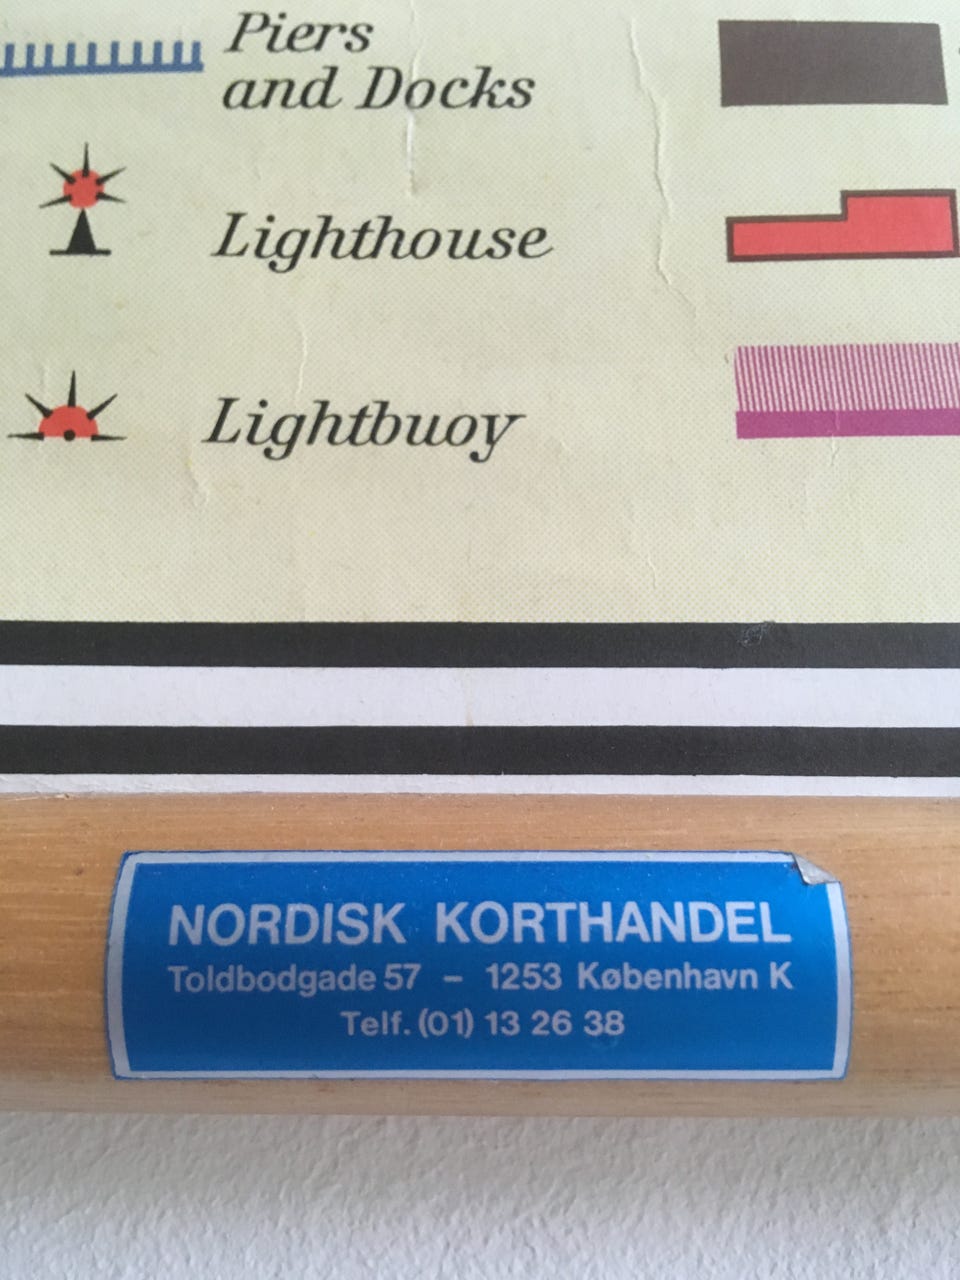 Piers
and Docks
Lighthouse
Lightbuoy
NORDISK KORTHANDEL
Toldbodgade 57 – 1253 København K
Telf. (01) 13 26 38